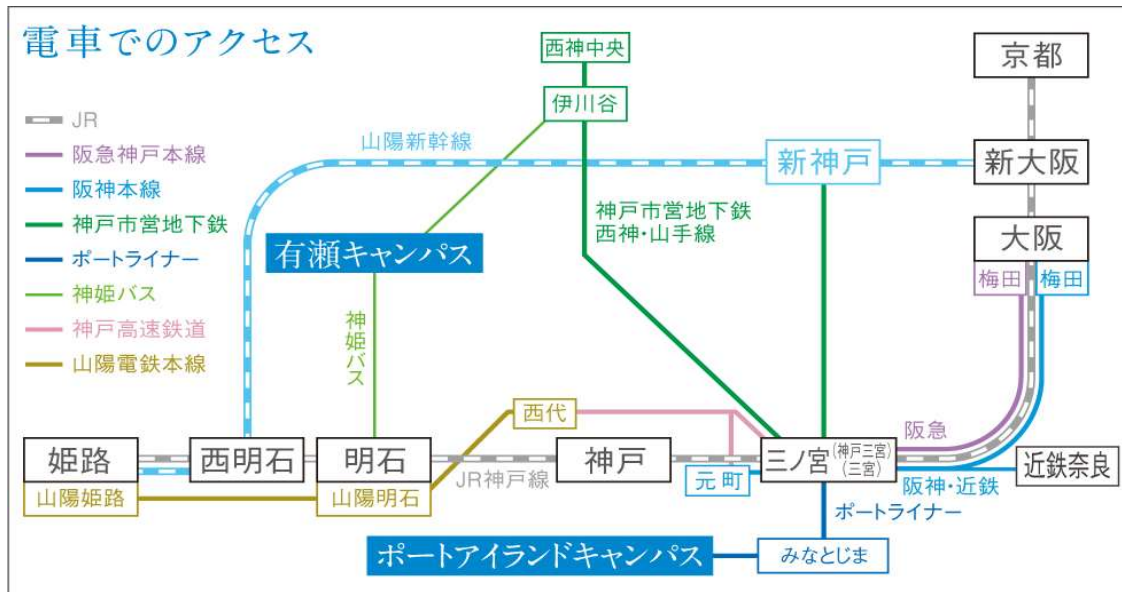 電車でのアクセス
JR
阪急神戸本線
阪神本線
神戸市営地下鉄
ポートライナー
神姫バス
神戸高速鉄道
山陽電鉄本線
西神中央
伊川谷
京都
山陽新幹線
新神戸
新大阪
神戸市営地下鉄
西神・山手線
大阪
梅田
梅田
有瀬キャンパス
神姫バス
西代
阪急
姫路
西明石
明石
神戸
三ノ宮
(神戸三宮)
(三宮)
近鉄奈良
山陽姫路
山陽明石
JR神戸線
元町
阪神・近鉄
ポートライナー
ポートアイランドキャンパス
みなとじま